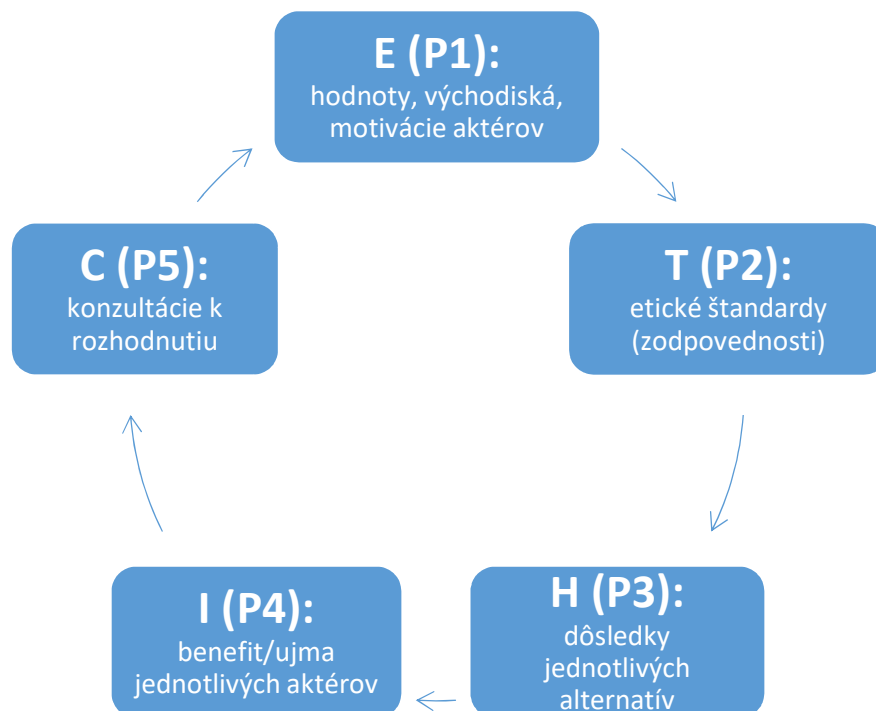 E (P1):
hodnoty, východiská,
motivácie aktérov
T (P2):
etické štandardy
(zodpovednosti)
H (P3):
dôsledky
jednotlivých
alternatív
I (P4):
benefit/ujma
jednotlivých aktérov
C (P5):
konzultácie k
rozhodnutiu